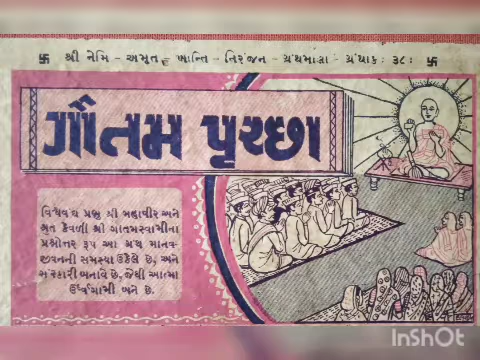 卐 શ્રી નેમિ - અમૃત - ખાન્તિ - નિરંજન - ગ્રંથમાલા - ગ્રંથાંક : ૩૮ : 卐
ગૌતમ પૃચ્છા
વિશ્વવંદ્ય પ્રભુ શ્રી મહાવીર અને
શ્રુત કેવળી શ્રી ગૌતમસ્વામીના
પ્રશ્નોત્તર રૂપ આ ગ્રંથ માનવ-
જીવનની સમસ્યા ઉકેલે છે, અને
સંસ્કારી બનાવે છે, જેથી આત્મા
ઉર્ધ્વગામી બને છે.
InShOt